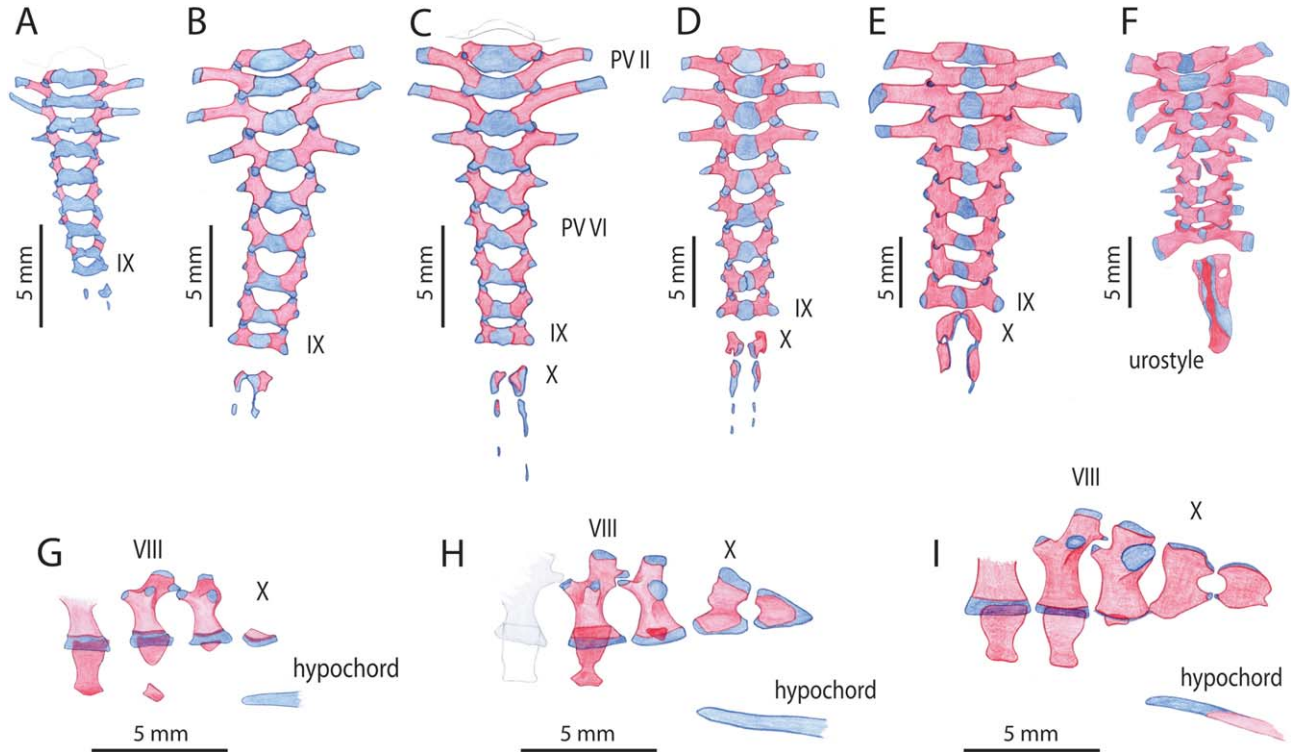 A
B
C
D
E
F
PV II
PV VI
IX
IX
IX
X
IX
X
IX
X
5 mm
5 mm
5 mm
5 mm
5 mm
5 mm
urostyle
G
VIII
X
hypochord
5 mm
H
VIII
X
hypochord
5 mm
I
VIII
X
hypochord
5 mm